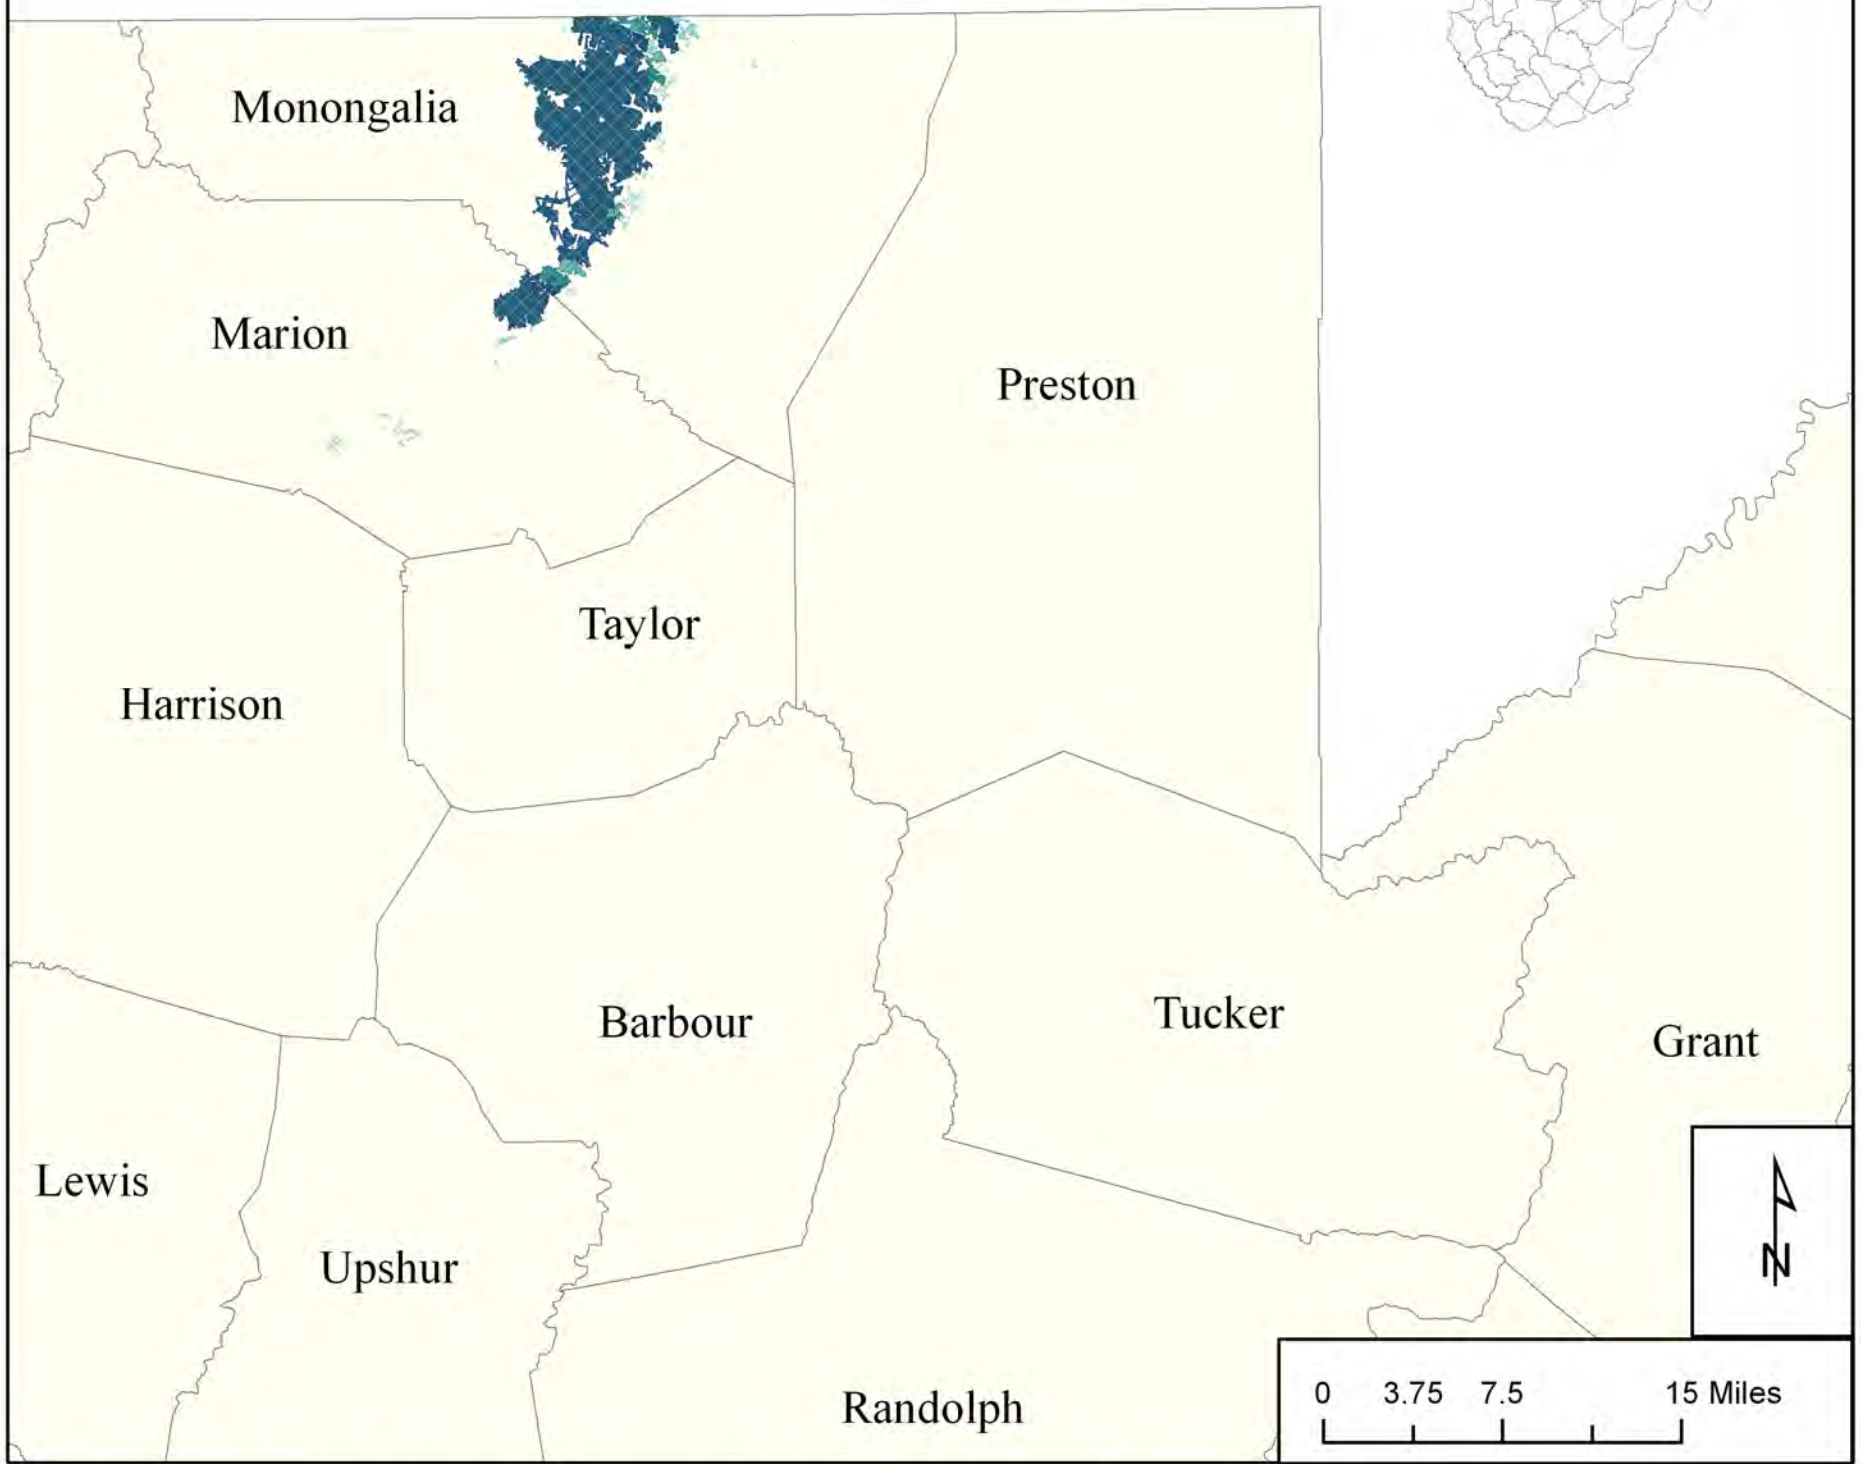 Monongalia
Marion
Preston
Taylor
Harrison
Barbour
Tucker
Grant
Lewis
Upshur
N
Randolph
0 3.75 7.5 15 Miles